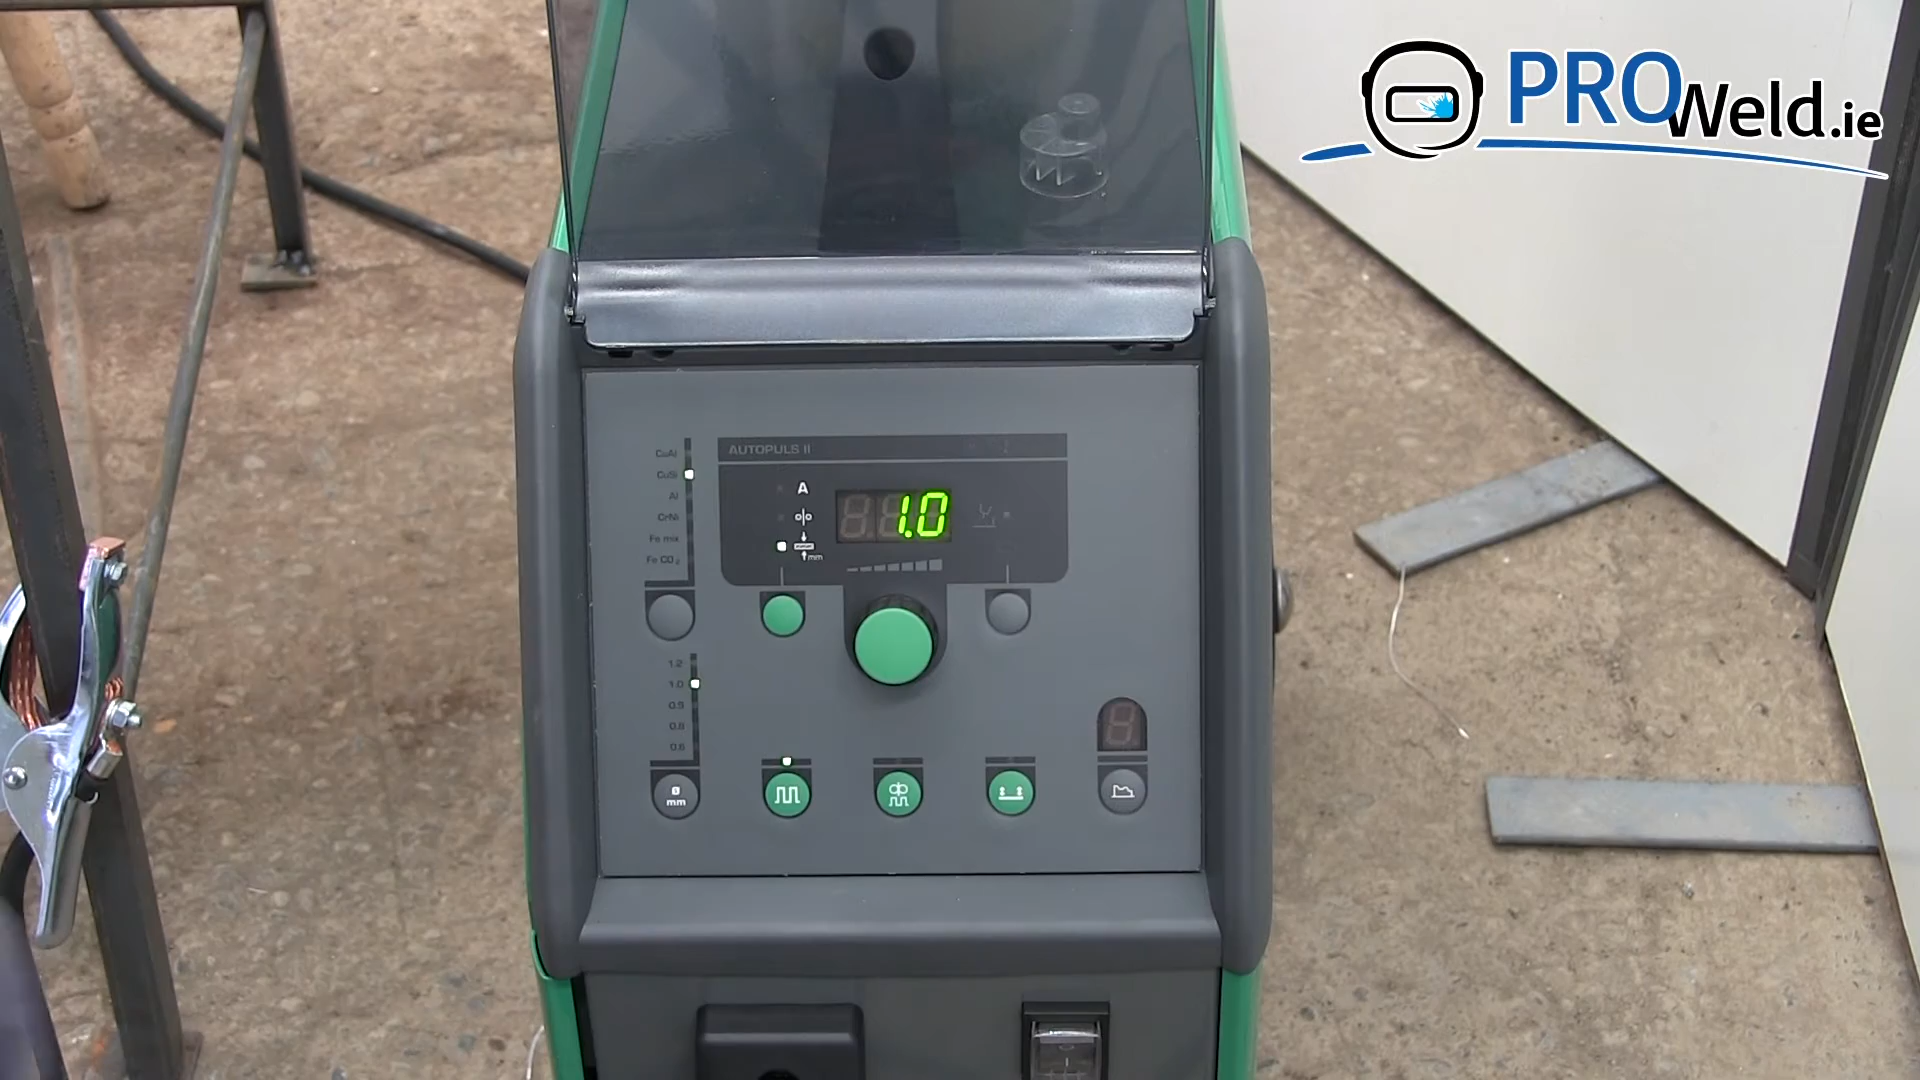 PROWeld.ie
AUTOPULS II
CuAl
CuSi
Al
CrNi
Fe mix
Fe CO₂
A
1.0
mm
1.2
1.0
0.9
0.8
0.6
ø
mm